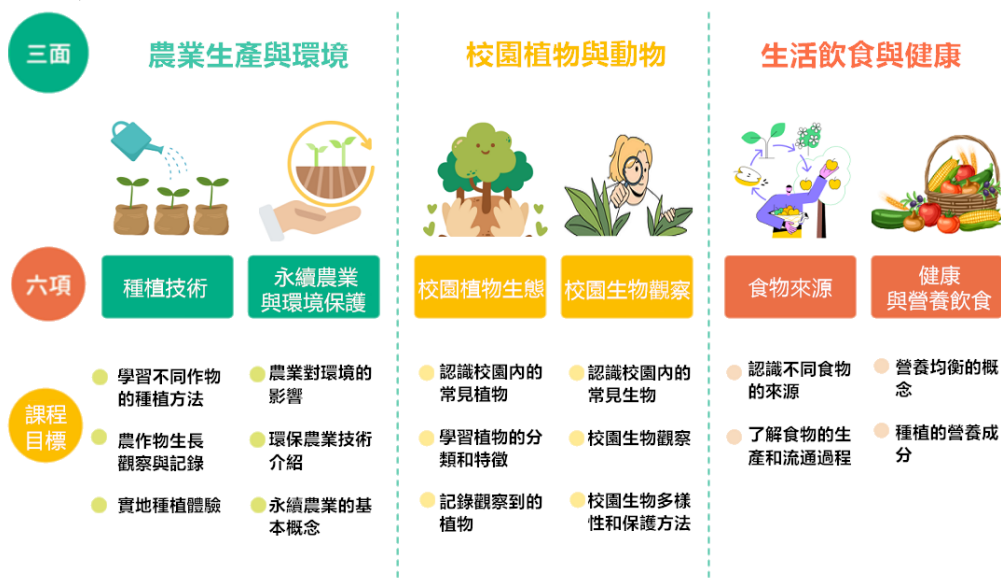 三面
農業生產與環境
校園植物與動物
生活飲食與健康
六項
種植技術
永續農業
與環境保護
校園植物生態
校園生物觀察
食物來源
健康
與營養飲食
課程
目標
學習不同作物
的種植方法
農作物生長
觀察與記錄
實地種植體驗
農業對環境的
影響
環保農業技術
介紹
永續農業的基
本概念
認識校園內的
常見植物
學習植物的分
類和特徵
記錄觀察到的
植物
認識校園內的
常見生物
校園生物觀察
校園生物多樣
性和保護方法
認識不同食物
的來源
了解食物的生
產和流通過程
營養均衡的概
念
種植的營養成
分